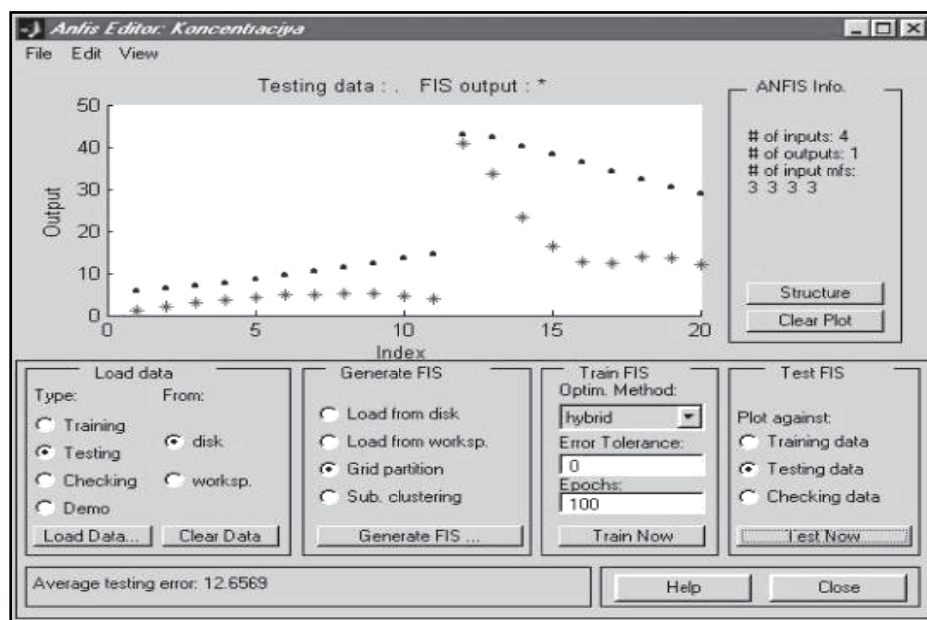 Anfis Editor: Koncentracija
File Edit View
Testing data : . FIS output : *
50
40
30
20
10
0
Output
0 5 10 15 20
Index
ANFIS Info.
# of inputs: 4
# of outputs: 1
# of input mfs:
3 3 3 3
Structure
Clear Plot
Load data
Type: From:
Training
Testing
Checking
Demo
disk
worksp.
Load Data... Clear Data
Generate FIS
Load from disk
Load from worksp.
Grid partition
Sub. clustering
Generate FIS ...
Train FIS
Optim. Method:
hybrid
Error Tolerance:
0
Epochs:
100
Train Now
Test FIS
Plot against:
Training data
Testing data
Checking data
Test Now
Average testing error: 12.6569
Help Close